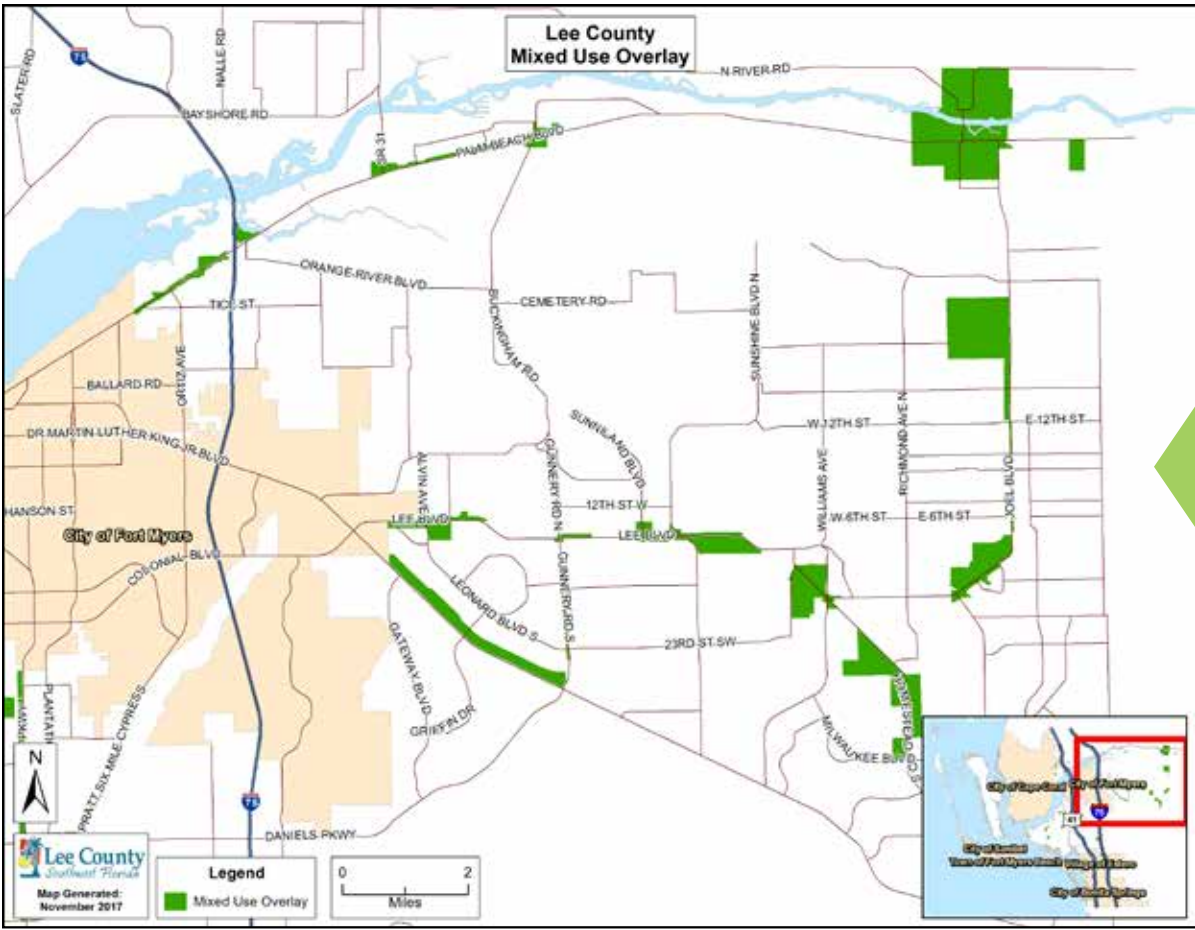 Lee County
Mixed Use Overlay
75
SLATER RD
NALLE RD
BAYSHORE RD
SR 31
N RIVER RD
PALM BEACH BLVD
ORANGE RIVER BLVD
TICE ST
BUCKINGHAM RD
CEMETERY RD
SUNSHINE BLVD N
ORTIZ AVE
BALLARD RD
DR MARTIN LUTHER KING JR BLVD
SUNNILAND BLVD
W 12TH ST
E 12TH ST
RICHMOND AVE N
WILLIAMS AVE
JOEL BLVD
ALVIN AVE
GUNNERY RD N
12TH ST W
W 6TH ST
E 6TH ST
HANSON ST
City of Fort Myers
LEE BLVD
LEE BLVD
COLONIAL BLVD
LEONARD BLVD S
GUNNERY RD S
23RD ST SW
GATEWAY BLVD
GRIFFIN DR
HOMESTEAD RD S
MILWAUKEE BLVD
PLANTATI
PRATT SIX MILE CYPRESS
75
DANIELS PKWY
N
Lee County
Southwest Florida
Map Generated:
November 2017
Legend
Mixed Use Overlay
0 2
Miles
City of Cape Coral
City of Fort Myers
41
75
City of Sanibel
Town of Fort Myers Beach
Village of Estero
City of Bonita Springs